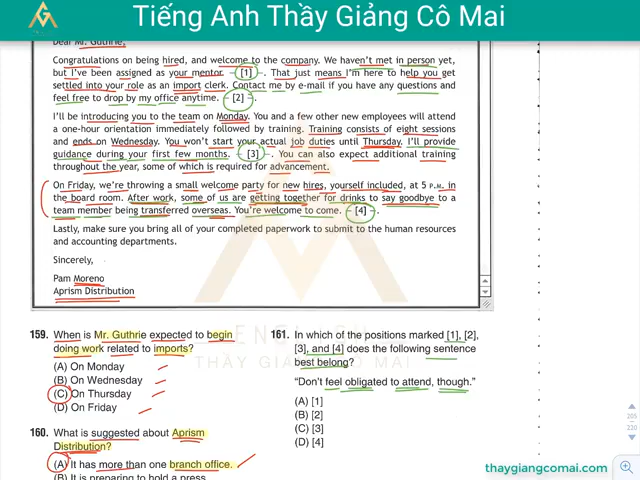 Tiếng Anh Thầy Giảng Cô Mai
Dear Mr. Guthrie,
Congratulations on being hired, and welcome to the company. We haven't met in person yet,
but I've been assigned as your mentor. –[1]–. That just means I'm here to help you get
settled into your role as an import clerk. Contact me by e-mail if you have any questions and
feel free to drop by my office anytime. –[2]–.
I'll be introducing you to the team on Monday. You and a few other new employees will attend
a one-hour orientation immediately followed by training. Training consists of eight sessions
and ends on Wednesday. You won't start your actual job duties until Thursday. I'll provide
guidance during your first few months. –[3]–. You can also expect additional training
throughout the year, some of which is required for advancement.
On Friday, we're throwing a small welcome party for new hires, yourself included, at 5 P.M. in
the board room. After work, some of us are getting together for drinks to say goodbye to a
team member being transferred overseas. You're welcome to come. –[4]–.
Lastly, make sure you bring all of your completed paperwork to submit to the human resources
and accounting departments.
Sincerely,
Pam Moreno
Aprism Distribution
THẦY GIẢNG CÔ MAI
159. When is Mr. Guthrie expected to begin
doing work related to imports?
(A) On Monday
(B) On Wednesday
(C) On Thursday
(D) On Friday
160. What is suggested about Aprism
Distribution?
(A) It has more than one branch office.
(B) It is preparing to hold a press
161. In which of the positions marked [1], [2],
[3], and [4] does the following sentence
best belong?
"Don't feel obligated to attend, though."
(A) [1]
(B) [2]
(C) [3]
(D) [4]
205
220
thaygiangcomai.com